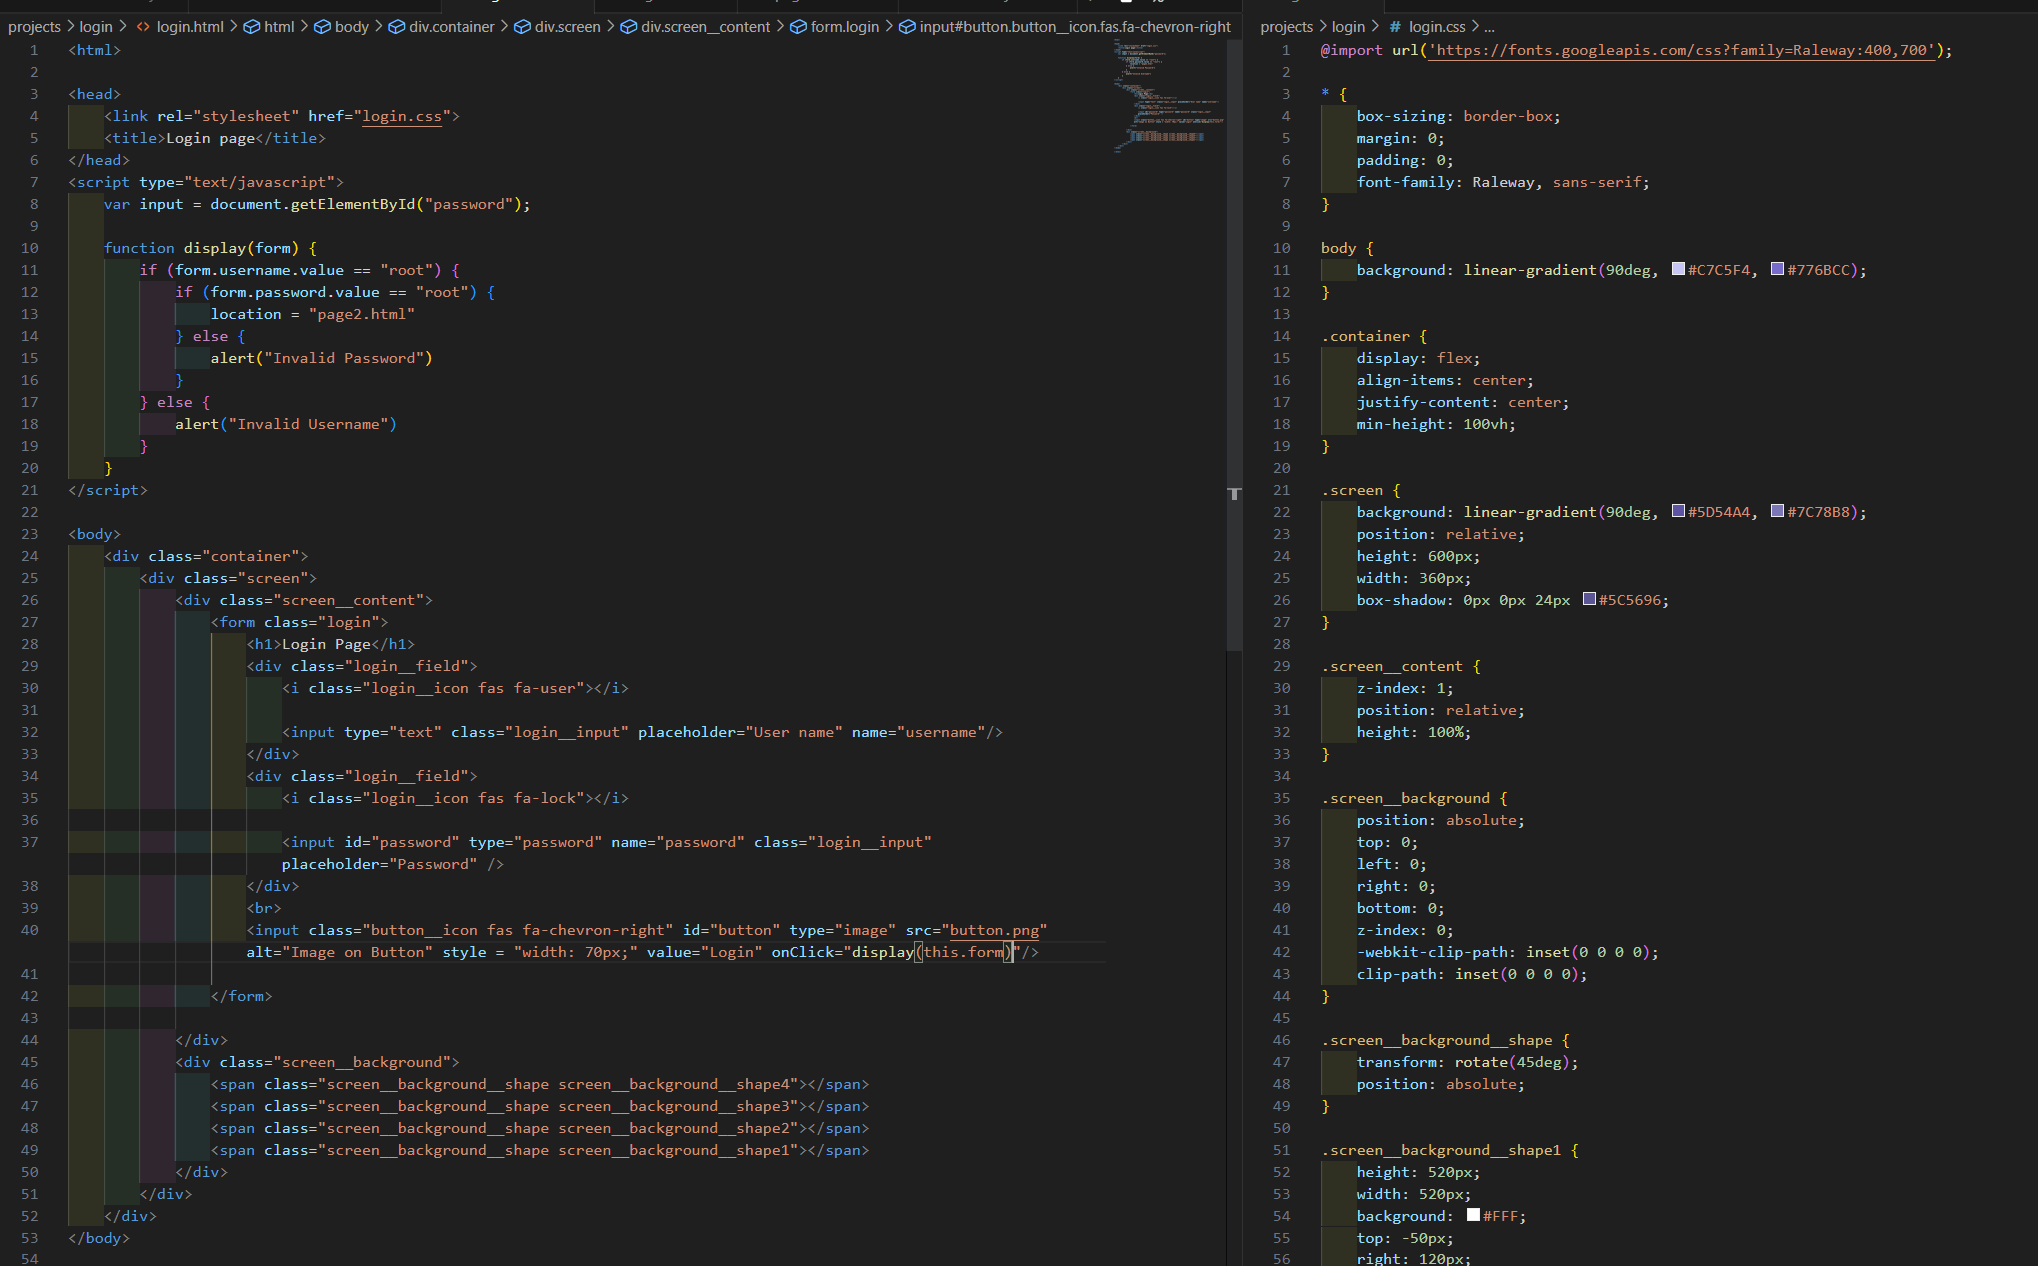 projects > login > <> login.html > html > body > div.container > div.screen > div.screen__content > form.login > input#button.button__icon.fas.fa-chevron-right
1 <html>
2
3 <head>
4 <link rel="stylesheet" href="login.css">
5 <title>Login page</title>
6 </head>
7 <script type="text/javascript">
8 var input = document.getElementById("password");
9
10 function display(form) {
11 if (form.username.value == "root") {
12 if (form.password.value == "root") {
13 location = "page2.html"
14 } else {
15 alert("Invalid Password")
16 }
17 } else {
18 alert("Invalid Username")
19 }
20 }
21 </script>
22
23 <body>
24 <div class="container">
25 <div class="screen">
26 <div class="screen__content">
27 <form class="login">
28 <h1>Login Page</h1>
29 <div class="login__field">
30 <i class="login__icon fas fa-user"></i>
31
32 <input type="text" class="login__input" placeholder="User name" name="username"/>
33 </div>
34 <div class="login__field">
35 <i class="login__icon fas fa-lock"></i>
36
37 <input id="password" type="password" name="password" class="login__input"
placeholder="Password" />
38 </div>
39 <br>
40 <input class="button__icon fas fa-chevron-right" id="button" type="image" src="button.png"
alt="Image on Button" style = "width: 70px;" value="Login" onClick="display(this.form)"/>
41
42 </form>
43
44 </div>
45 <div class="screen__background">
46 <span class="screen__background__shape screen__background__shape4"></span>
47 <span class="screen__background__shape screen__background__shape3"></span>
48 <span class="screen__background__shape screen__background__shape2"></span>
49 <span class="screen__background__shape screen__background__shape1"></span>
50 </div>
51 </div>
52 </div>
53 </body>
54
projects > login > # login.css > ...
1 @import url('https://fonts.googleapis.com/css?family=Raleway:400,700');
2
3 * {
4 box-sizing: border-box;
5 margin: 0;
6 padding: 0;
7 font-family: Raleway, sans-serif;
8 }
9
10 body {
11 background: linear-gradient(90deg, #C7C5F4, #776BCC);
12 }
13
14 .container {
15 display: flex;
16 align-items: center;
17 justify-content: center;
18 min-height: 100vh;
19 }
20
21 .screen {
22 background: linear-gradient(90deg, #5D54A4, #7C78B8);
23 position: relative;
24 height: 600px;
25 width: 360px;
26 box-shadow: 0px 0px 24px #5C5696;
27 }
28
29 .screen__content {
30 z-index: 1;
31 position: relative;
32 height: 100%;
33 }
34
35 .screen__background {
36 position: absolute;
37 top: 0;
38 left: 0;
39 right: 0;
40 bottom: 0;
41 z-index: 0;
42 -webkit-clip-path: inset(0 0 0 0);
43 clip-path: inset(0 0 0 0);
44 }
45
46 .screen__background__shape {
47 transform: rotate(45deg);
48 position: absolute;
49 }
50
51 .screen__background__shape1 {
52 height: 520px;
53 width: 520px;
54 background: #FFF;
55 top: -50px;
56 right: 120px;